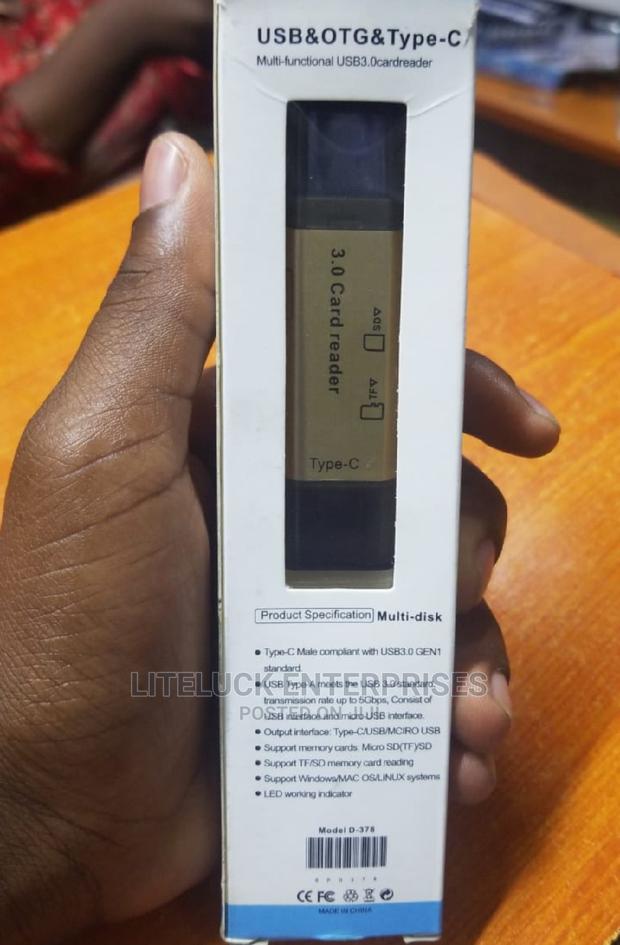 USB&OTG&Type-C
Multi-functional USB3.0cardreader
3.0 Card reader
SD
TF
Type-C
Product Specification Multi-disk
Type-C Male compliant with USB3.0 GEN1
standard.
USB Type-A meets the USB 3.0 standard,
transmission rate up to 5Gbps, Consist of
USB interface and micro USB interface.
Output interface: Type-C/USB/MCIRO USB
Support memory cards. Micro SD(TF)/SD
Support TF/SD memory card reading
Support Windows/MAC OS/LINUX systems
LED working indicator
LITELUCK ENTERPRISES
POSTED ON JIJI
Model D-378
CE FC
MADE IN CHINA